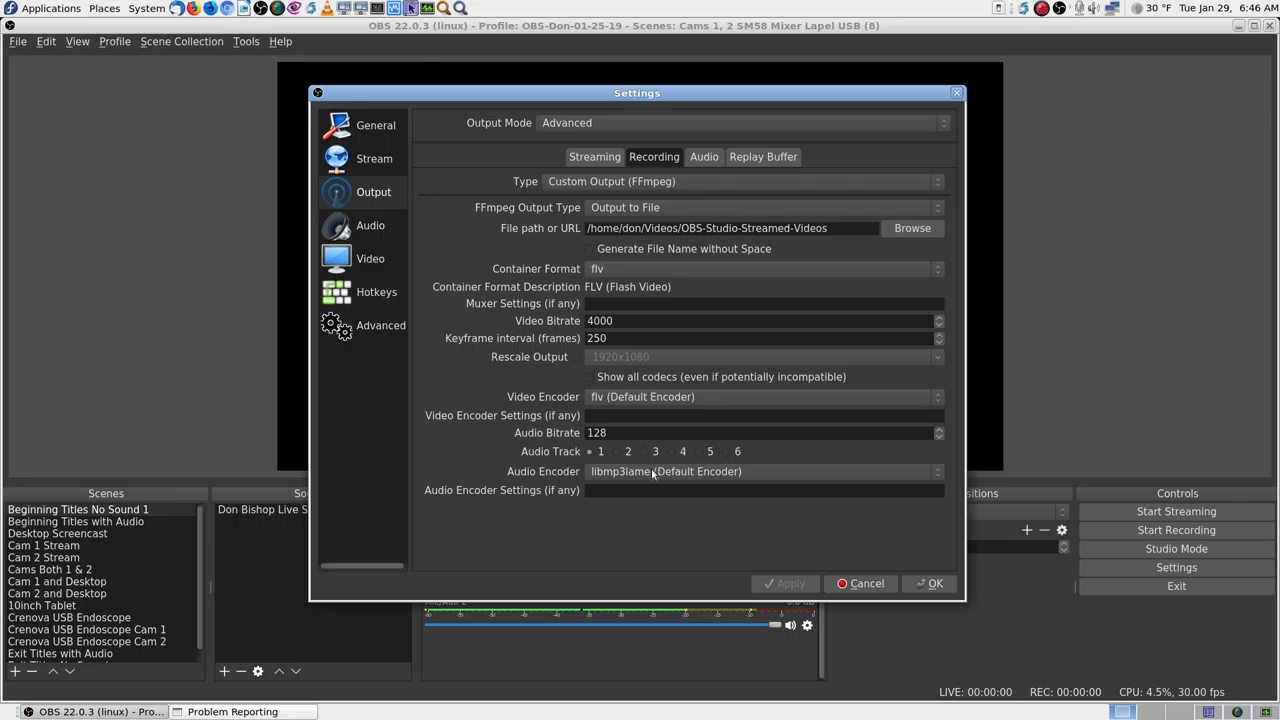 Applications Places System 30 °F Tue Jan 29, 6:46 AM
OBS 22.0.3 (linux) - Profile: OBS-Don-01-25-19 - Scenes: Cams 1, 2 SM58 Mixer Lapel USB (8)
File Edit View Profile Scene Collection Tools Help
Settings
General
Stream
Output
Audio
Video
Hotkeys
Advanced
Output Mode Advanced
Streaming Recording Audio Replay Buffer
Type Custom Output (FFmpeg)
FFmpeg Output Type Output to File
File path or URL /home/don/Videos/OBS-Studio-Streamed-Videos Browse
Generate File Name without Space
Container Format flv
Container Format Description FLV (Flash Video)
Muxer Settings (if any)
Video Bitrate 4000
Keyframe interval (frames) 250
Rescale Output 1920x1080
Show all codecs (even if potentially incompatible)
Video Encoder flv (Default Encoder)
Video Encoder Settings (if any)
Audio Bitrate 128
Audio Track 1 2 3 4 5 6
Audio Encoder libmp3lame (Default Encoder)
Audio Encoder Settings (if any)
Apply Cancel OK
Scenes
Beginning Titles No Sound 1
Beginning Titles with Audio
Desktop Screencast
Cam 1 Stream
Cam 2 Stream
Cams Both 1 & 2
Cam 1 and Desktop
Cam 2 and Desktop
10inch Tablet
Crenova USB Endoscope
Crenova USB Endoscope Cam 1
Crenova USB Endoscope Cam 2
Exit Titles with Audio
So
Don Bishop Live S
sitions
Controls
Start Streaming
Start Recording
Studio Mode
Settings
Exit
LIVE: 00:00:00 REC: 00:00:00 CPU: 4.5%, 30.00 fps
OBS 22.0.3 (linux) - Pro... Problem Reporting